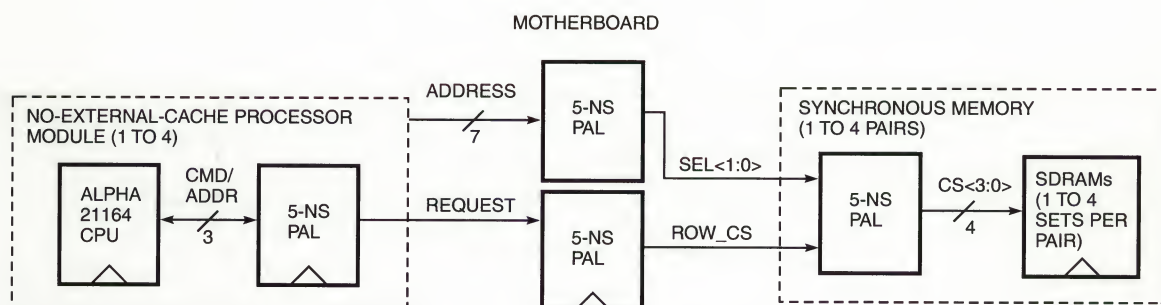 MOTHERBOARD
NO-EXTERNAL-CACHE PROCESSOR
MODULE (1 TO 4)
ALPHA
21164
CPU
CMD/
ADDR
3
5-NS
PAL
ADDRESS
7
REQUEST
5-NS
PAL
5-NS
PAL
SEL<1:0>
ROW_CS
SYNCHRONOUS MEMORY
(1 TO 4 PAIRS)
5-NS
PAL
CS<3:0>
4
SDRAMs
(1 TO 4
SETS PER
PAIR)